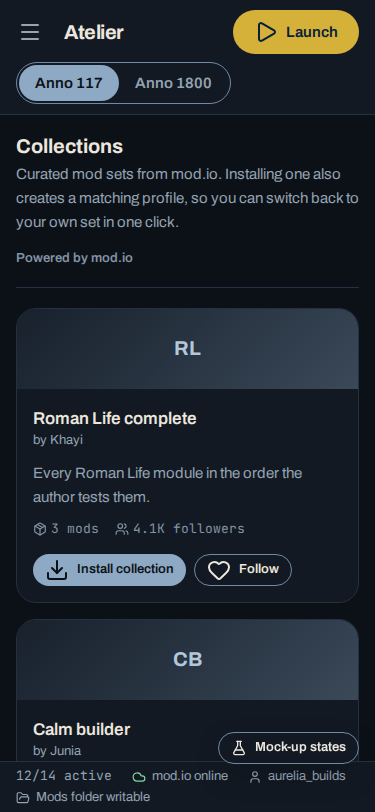 Atelier
Launch
Anno 117
Anno 1800
Collections
Curated mod sets from mod.io. Installing one also
creates a matching profile, so you can switch back to
your own set in one click.
Powered by mod.io
RL
Roman Life complete
by Khayi
Every Roman Life module in the order the
author tests them.
3 mods
4.1K followers
Install collection
Follow
CB
Calm builder
by Junia
Mock-up states
12/14 active
mod.io online
aurelia_builds
Mods folder writable